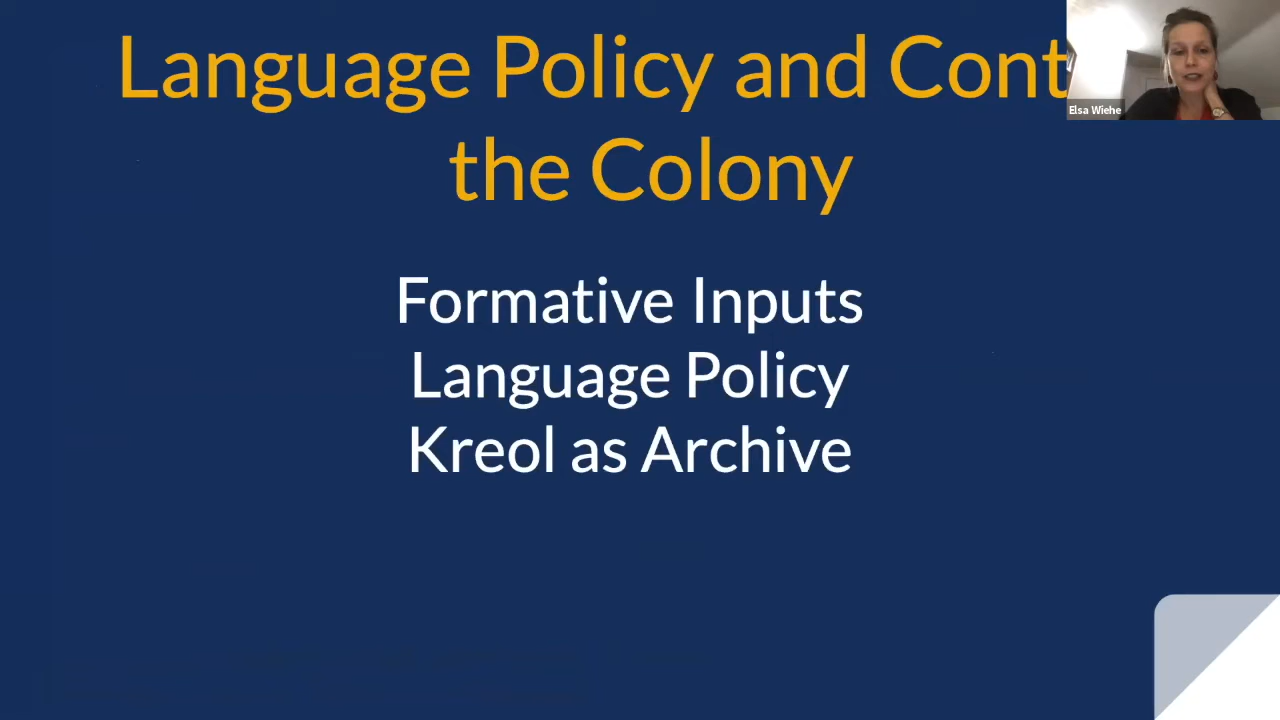 Language Policy and Cont
the Colony
Elsa Wiehe
Formative Inputs
Language Policy
Kreol as Archive